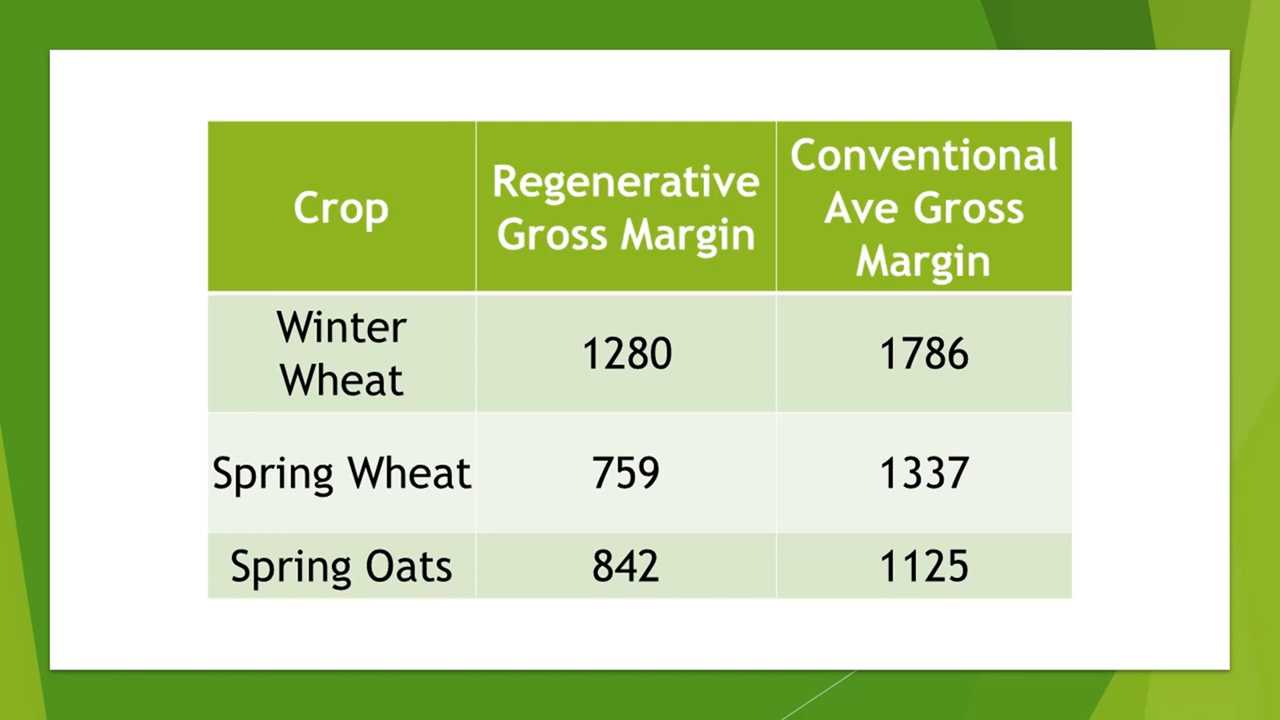 Crop
Regenerative
Gross Margin
Conventional
Ave Gross
Margin
Winter
Wheat
1280
1786
Spring Wheat
759
1337
Spring Oats
842
1125